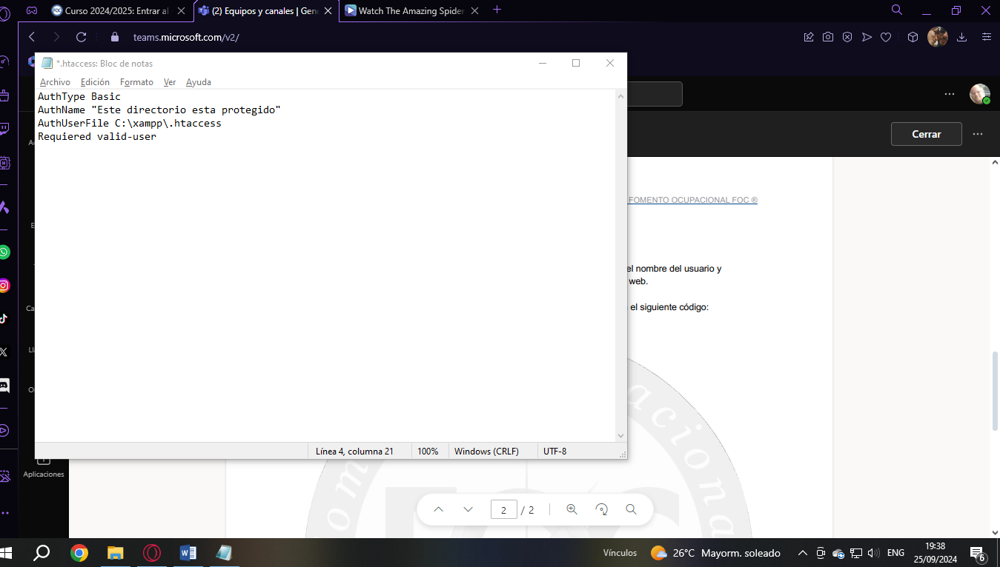 Curso 2024/2025: Entrar al
(2) Equipos y canales | Gen
Watch The Amazing Spider
teams.microsoft.com/v2/
*.htaccess: Bloc de notas
Archivo Edición Formato Ver Ayuda
AuthType Basic
AuthName "Este directorio esta protegido"
AuthUserFile C:\xampp\.htaccess
Requiered valid-user
Cerrar
FOMENTO OCUPACIONAL FOC ®
el nombre del usuario y
web.
el siguiente código:
Línea 4, columna 21 100% Windows (CRLF) UTF-8
Aplicaciones
2 / 2
Vínculos 26°C Mayorm. soleado ENG 19:38
25/09/2024
6